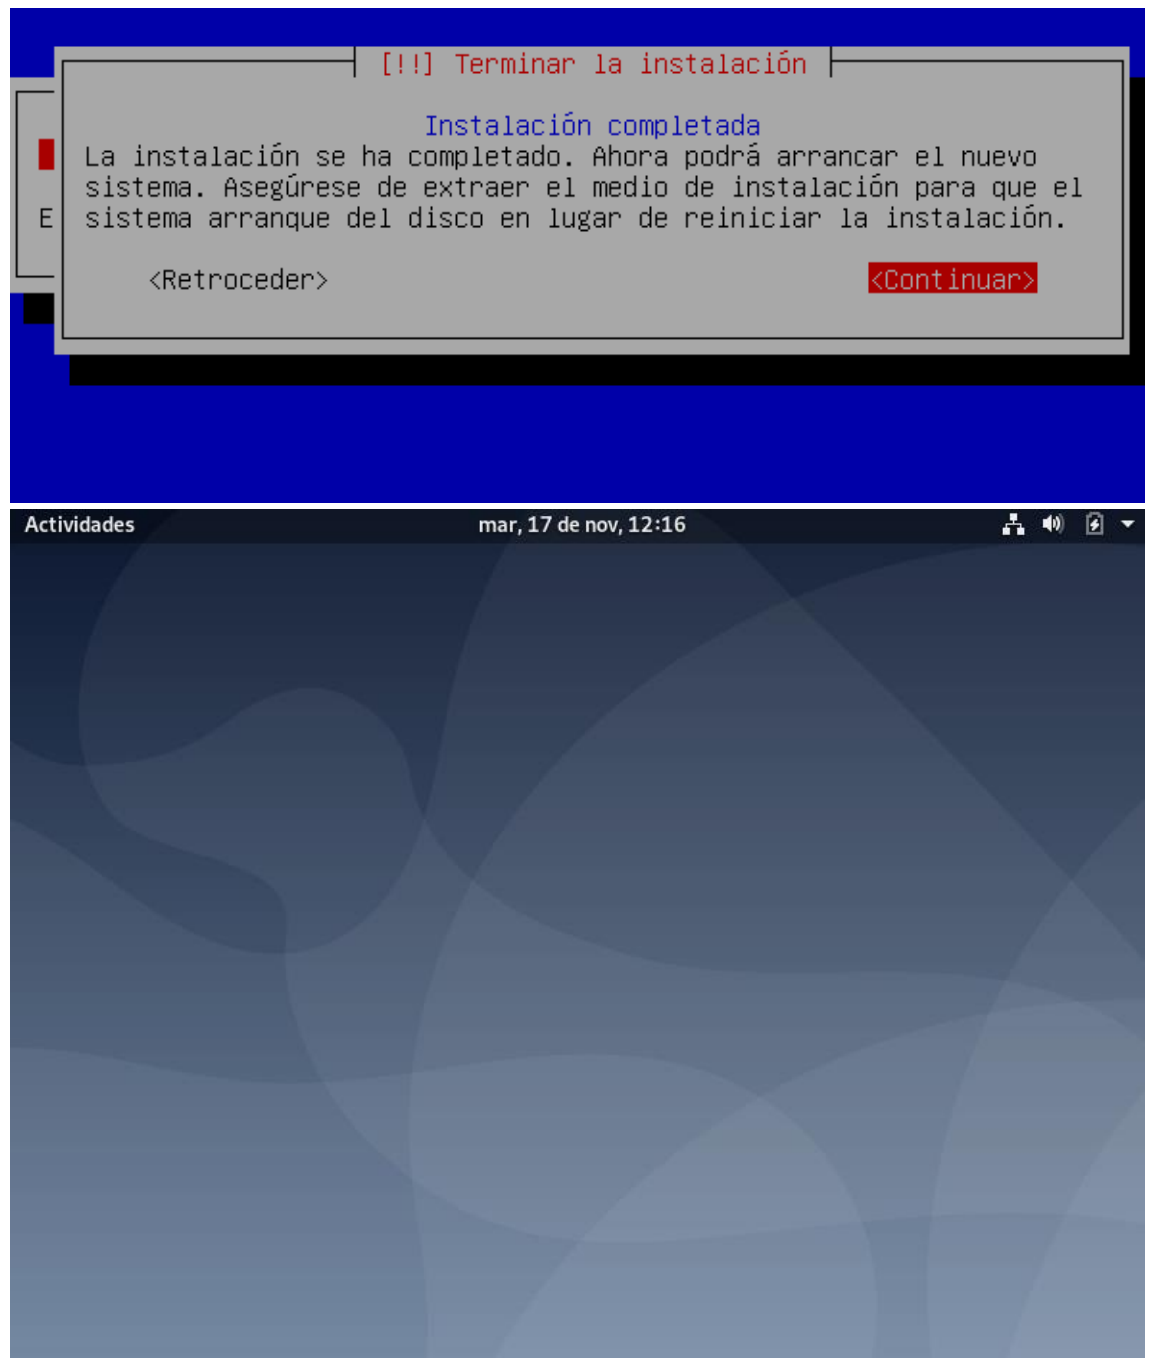 [!!] Terminar la instalación
Instalación completada
La instalación se ha completado. Ahora podrá arrancar el nuevo
sistema. Asegúrese de extraer el medio de instalación para que el
E
sistema arranque del disco en lugar de reiniciar la instalación.
<Retroceder>
<Continuar>
Actividades
mar, 17 de nov, 12:16